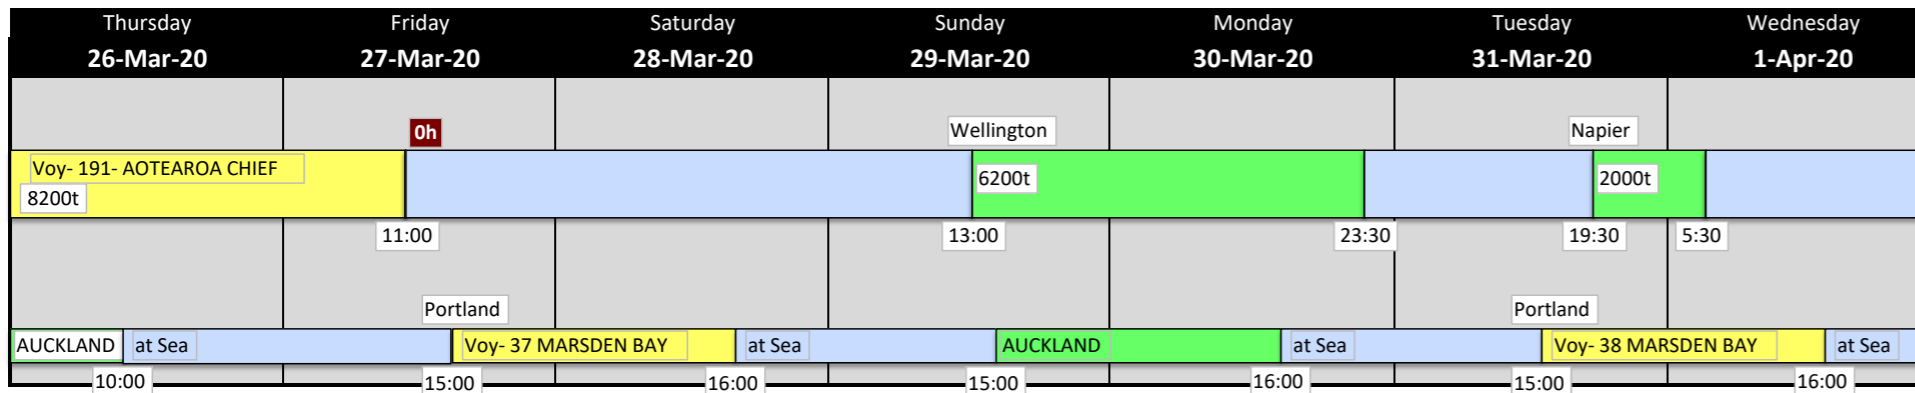 Thursday Friday Saturday Sunday Monday Tuesday Wednesday
26-Mar-20 27-Mar-20 28-Mar-20 29-Mar-20 30-Mar-20 31-Mar-20 1-Apr-20
0h Wellington Napier
Voy- 191- AOTEAROA CHIEF
8200t 6200t 2000t
11:00 13:00 23:30 19:30 5:30
Portland Portland
AUCKLAND at Sea Voy- 37 MARSDEN BAY at Sea AUCKLAND at Sea Voy- 38 MARSDEN BAY at Sea
10:00 15:00 16:00 15:00 16:00 15:00 16:00